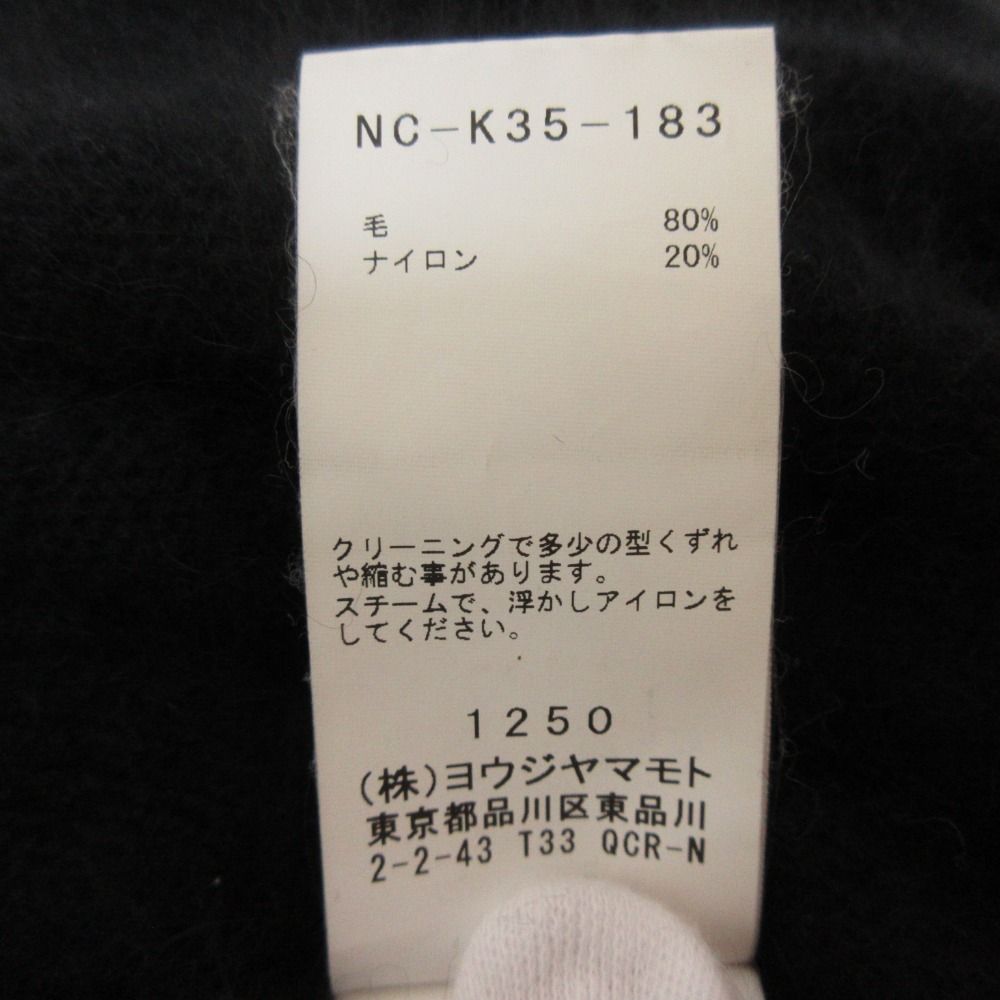 NC-K35-183
毛 80%
ナイロン 20%
クリーニングで多少の型くずれ
や縮む事があります。
スチームで、浮かしアイロンを
してください。
1250
(株)ヨウジヤマモト
東京都品川区東品川
2-2-43 T33 QCR-N